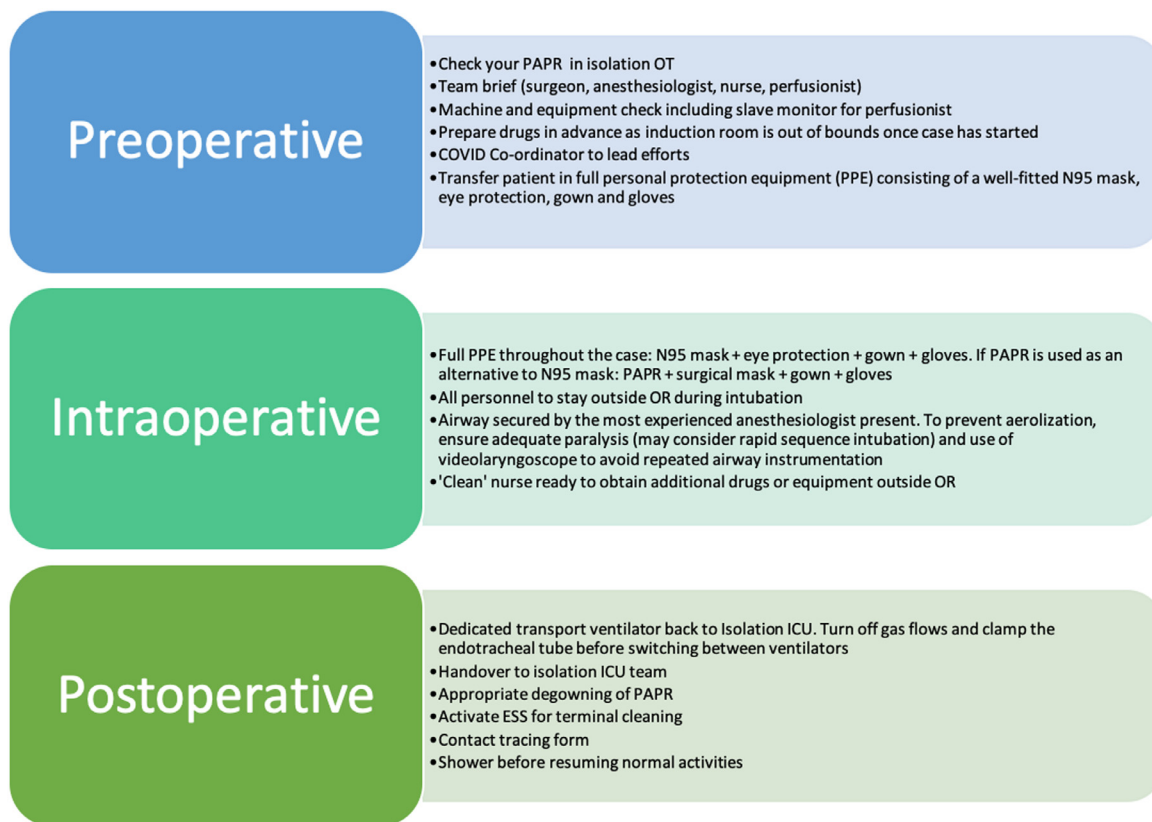 Preoperative
•Check your PAPR in isolation OT
•Team brief (surgeon, anesthesiologist, nurse, perfusionist)
•Machine and equipment check including slave monitor for perfusionist
•Prepare drugs in advance as induction room is out of bounds once case has started
•COVID Co-ordinator to lead efforts
•Transfer patient in full personal protection equipment (PPE) consisting of a well-fitted N95 mask,
eye protection, gown and gloves
Intraoperative
•Full PPE throughout the case: N95 mask + eye protection + gown + gloves. If PAPR is used as an
alternative to N95 mask: PAPR + surgical mask + gown + gloves
•All personnel to stay outside OR during intubation
•Airway secured by the most experienced anesthesiologist present. To prevent aerolization,
ensure adequate paralysis (may consider rapid sequence intubation) and use of
videolaryngoscope to avoid repeated airway instrumentation
•'Clean' nurse ready to obtain additional drugs or equipment outside OR
Postoperative
•Dedicated transport ventilator back to Isolation ICU. Turn off gas flows and clamp the
endotracheal tube before switching between ventilators
•Handover to isolation ICU team
•Appropriate degowning of PAPR
•Activate ESS for terminal cleaning
•Contact tracing form
•Shower before resuming normal activities